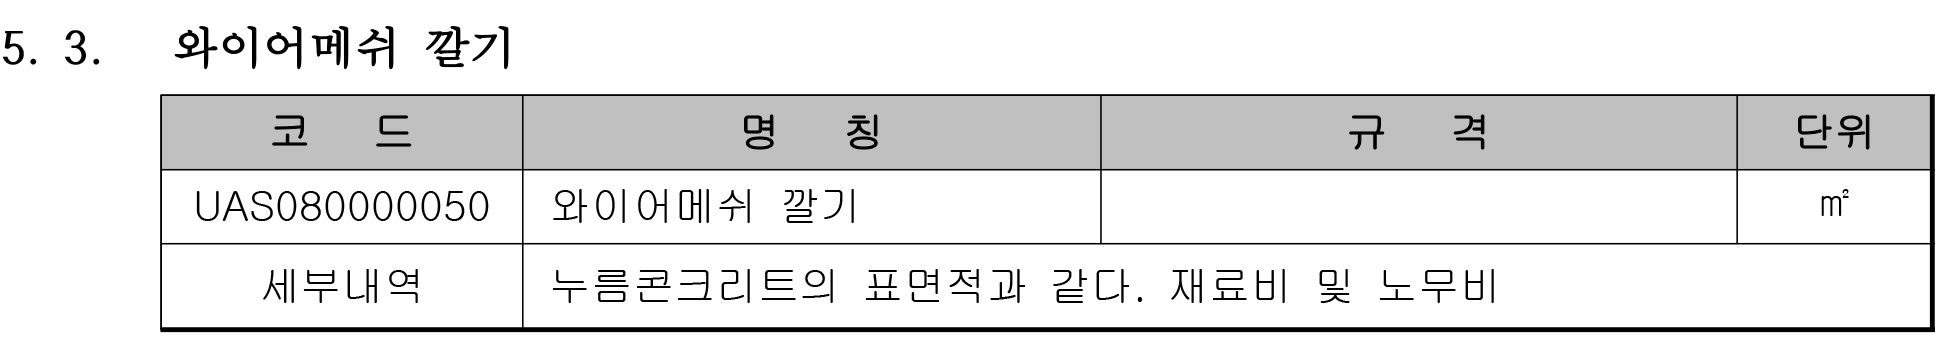 5. 3. 와이어메쉬 깔기
코 드 명 칭 규 격 단위
UAS080000050 와이어메쉬 깔기 ㎡
세부내역 누름콘크리트의 표면적과 같다. 재료비 및 노무비